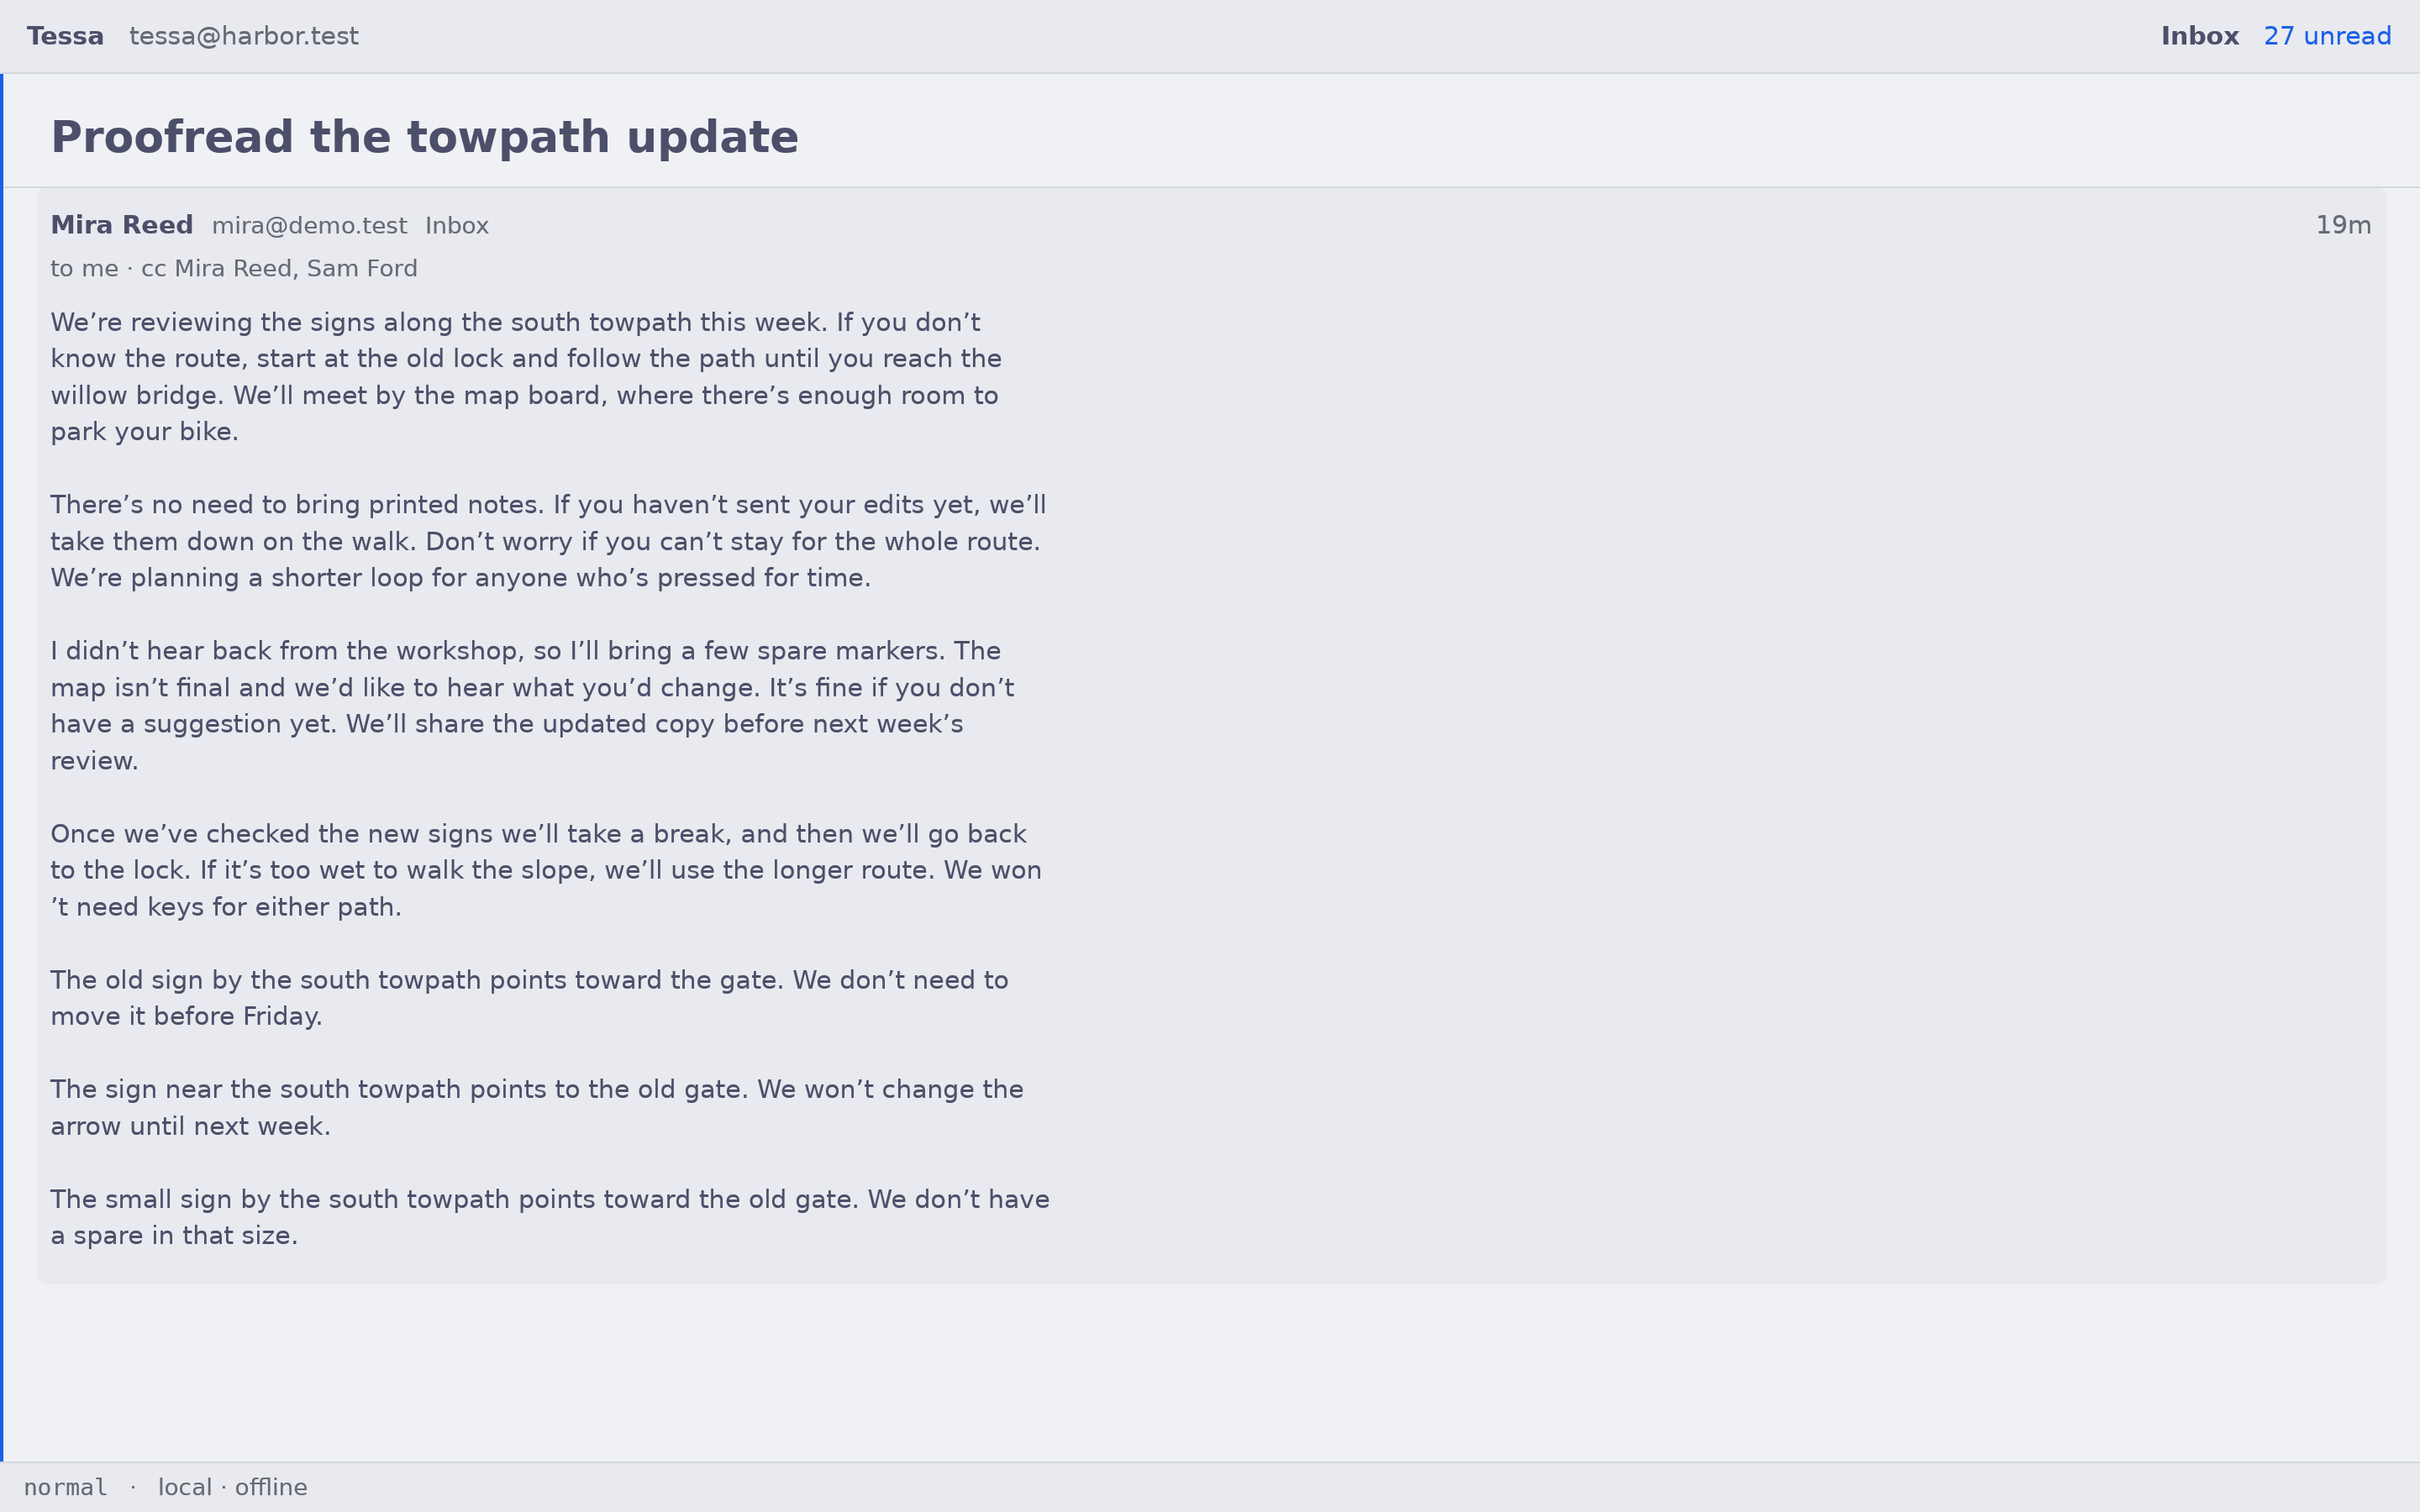 Tessa tessa@harbor.test Inbox 27 unread
Proofread the towpath update
Mira Reed mira@demo.test Inbox 19m
to me · cc Mira Reed, Sam Ford
We’re reviewing the signs along the south towpath this week. If you don’t
know the route, start at the old lock and follow the path until you reach the
willow bridge. We’ll meet by the map board, where there’s enough room to
park your bike.
There’s no need to bring printed notes. If you haven’t sent your edits yet, we’ll
take them down on the walk. Don’t worry if you can’t stay for the whole route.
We’re planning a shorter loop for anyone who’s pressed for time.
I didn’t hear back from the workshop, so I’ll bring a few spare markers. The
map isn’t final and we’d like to hear what you’d change. It’s fine if you don’t
have a suggestion yet. We’ll share the updated copy before next week’s
review.
Once we’ve checked the new signs we’ll take a break, and then we’ll go back
to the lock. If it’s too wet to walk the slope, we’ll use the longer route. We won
’t need keys for either path.
The old sign by the south towpath points toward the gate. We don’t need to
move it before Friday.
The sign near the south towpath points to the old gate. We won’t change the
arrow until next week.
The small sign by the south towpath points toward the old gate. We don’t have
a spare in that size.
normal · local · offline